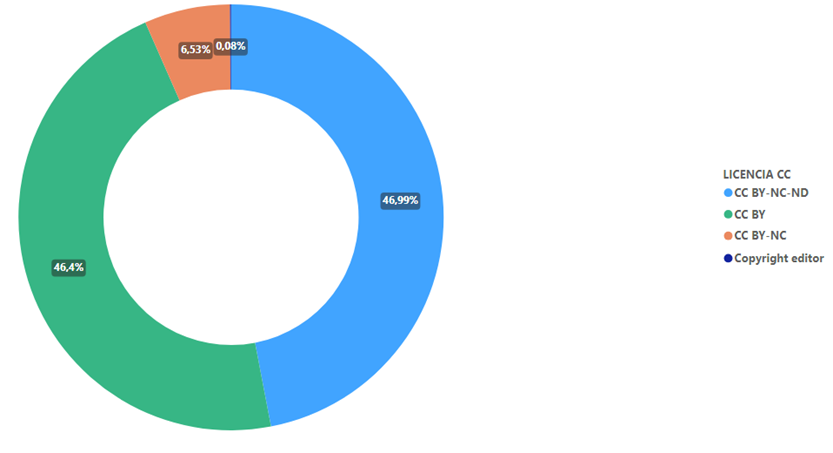 6,53%
0,08%
46,99%
46,4%
LICENCIA CC
CC BY-NC-ND
CC BY
CC BY-NC
Copyright editor